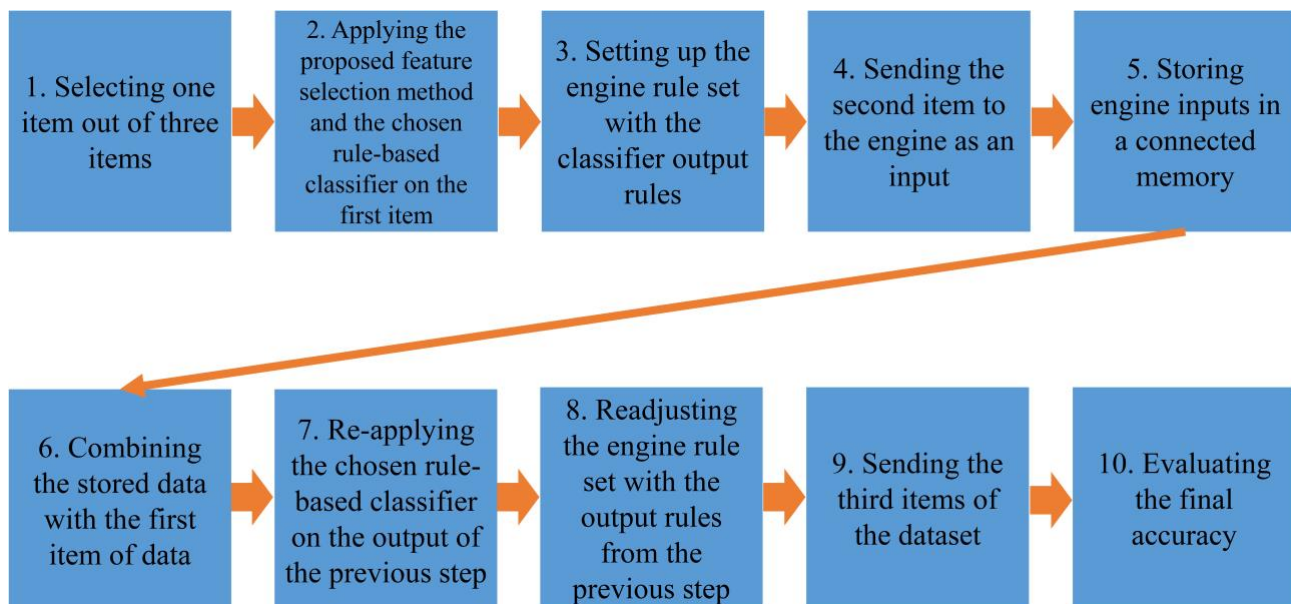 1. Selecting one
item out of three
items
2. Applying the
proposed feature
selection method
and the chosen
rule-based
classifier on the
first item
3. Setting up the
engine rule set
with the
classifier output
rules
4. Sending the
second item to
the engine as an
input
5. Storing
engine inputs in
a connected
memory
6. Combining
the stored data
with the first
item of data
7. Re-applying
the chosen rule-
based classifier
on the output of
the previous step
8. Readjusting
the engine rule
set with the
output rules
from the
previous step
9. Sending the
third items of
the dataset
10. Evaluating
the final
accuracy